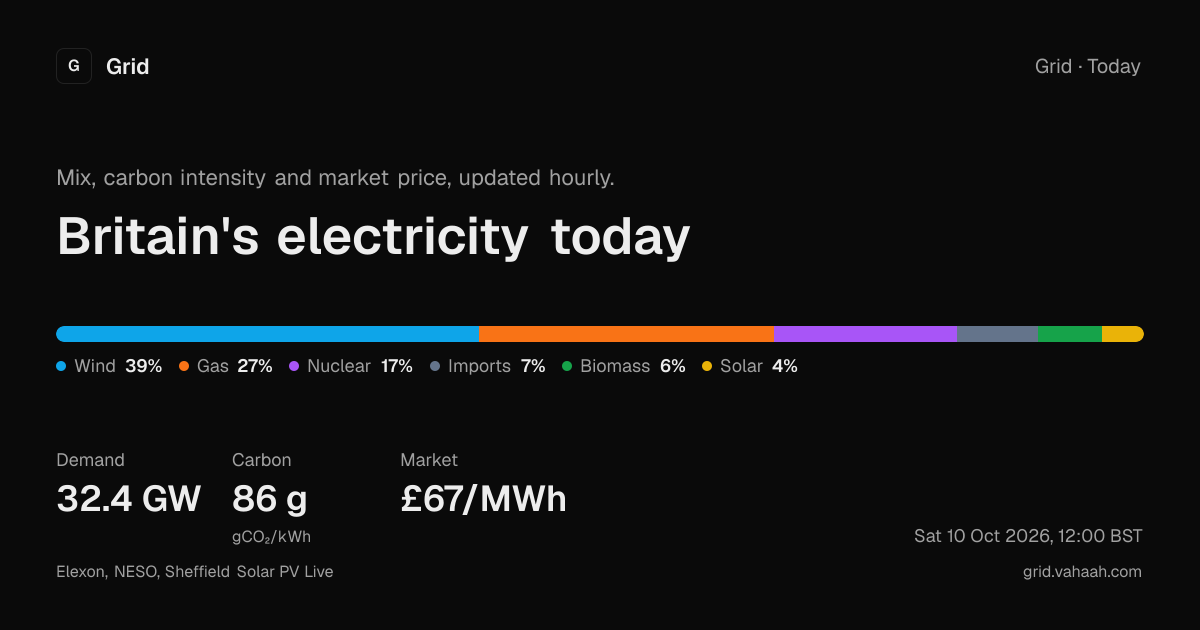 G Grid
Grid · Today
Mix, carbon intensity and market price, updated hourly.
Britain's electricity today
Wind 39% Gas 27% Nuclear 17% Imports 7% Biomass 6% Solar 4%
Demand
32.4 GW
Carbon
86 g
gCO₂/kWh
Market
£67/MWh
Sat 10 Oct 2026, 12:00 BST
Elexon, NESO, Sheffield Solar PV Live
grid.vahaah.com